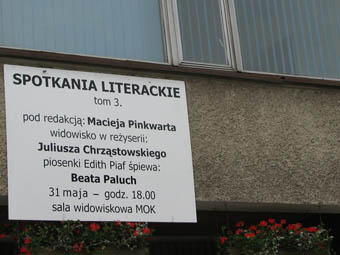 SPOTKANIA LITERACKIE
tom 3.
pod redakcją: Macieja Pinkwarta
widowisko w reżyserii:
Juliusza Chrząstowskiego
piosenki Edith Piaf śpiewa:
Beata Paluch
31 maja – godz. 18.00
sala widowiskowa MOK